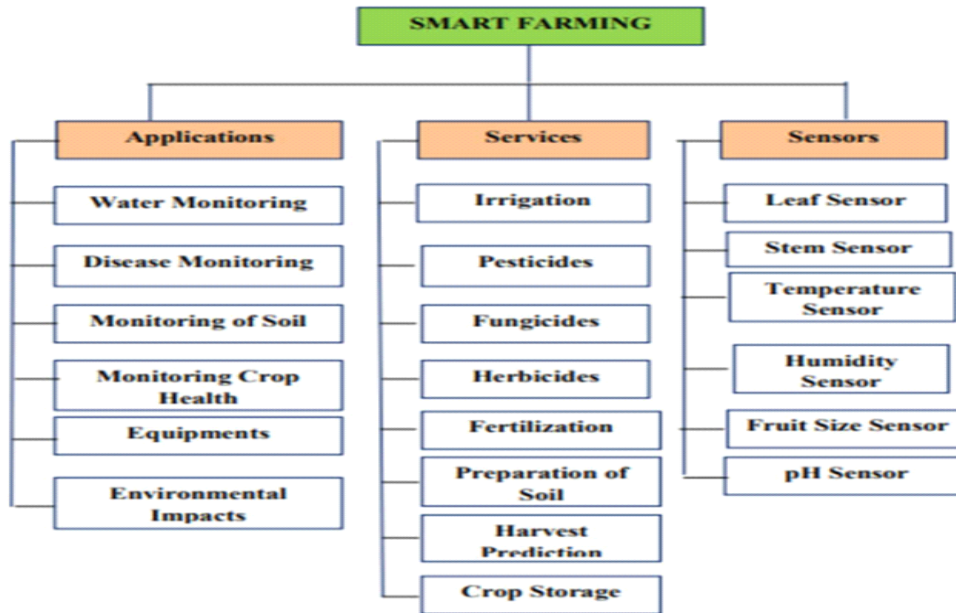 SMART FARMING
Applications
Water Monitoring
Disease Monitoring
Monitoring of Soil
Monitoring Crop
Health
Equipments
Environmental
Impacts
Services
Irrigation
Pesticides
Fungicides
Herbicides
Fertilization
Preparation of
Soil
Harvest
Prediction
Crop Storage
Sensors
Leaf Sensor
Stem Sensor
Temperature
Sensor
Humidity
Sensor
Fruit Size Sensor
pH Sensor